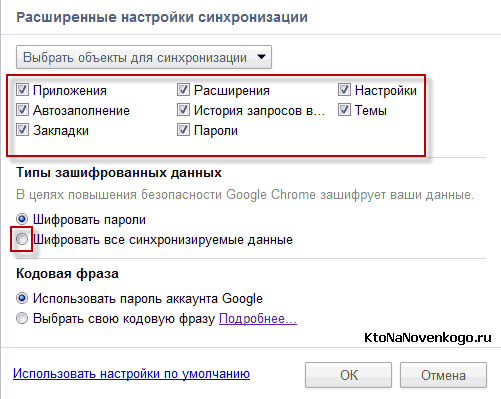 Расширенные настройки синхронизации
Выбрать объекты для синхронизации
Приложения Расширения Настройки
Автозаполнение История запросов в... Темы
Закладки Пароли
Типы зашифрованных данных
В целях повышения безопасности Google Chrome зашифрует ваши данные.
Шифровать пароли
Шифровать все синхронизируемые данные
Кодовая фраза
Использовать пароль аккаунта Google
Выбрать свою кодовую фразу Подробнее...
KtoNaNovenkogo.ru
Использовать настройки по умолчанию OK Отмена